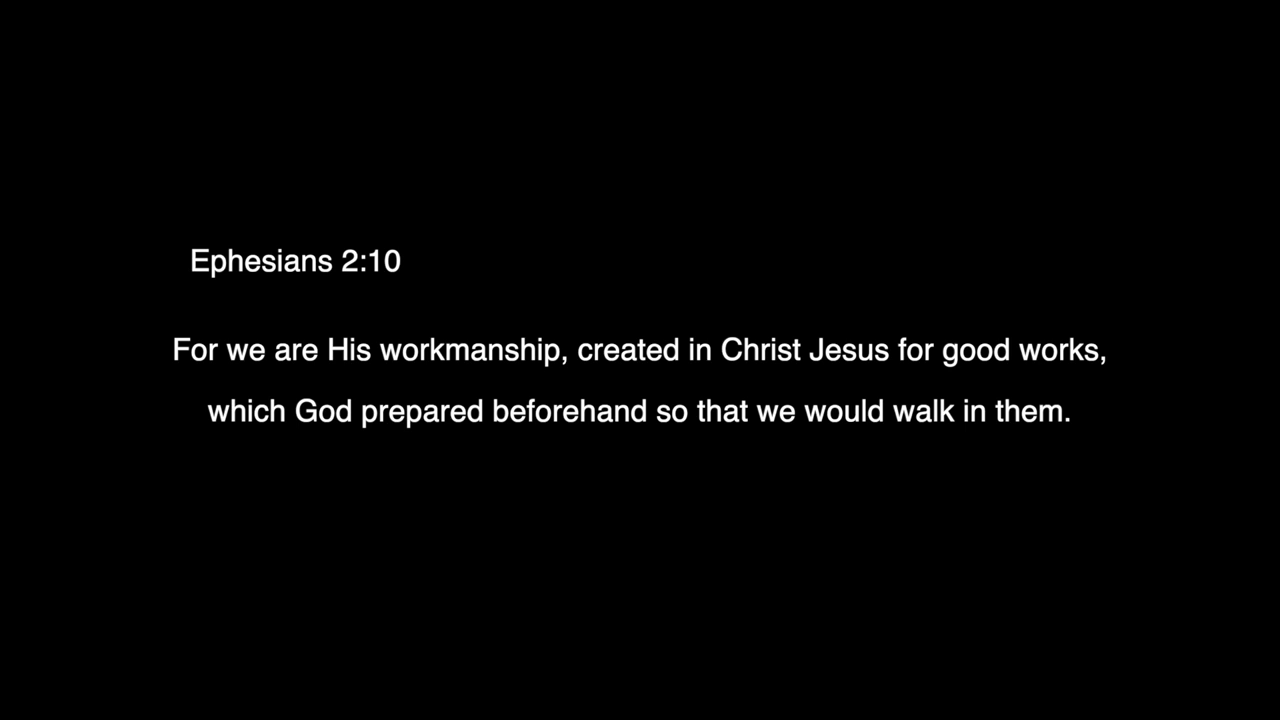 Ephesians 2:10
For we are His workmanship, created in Christ Jesus for good works,
which God prepared beforehand so that we would walk in them.